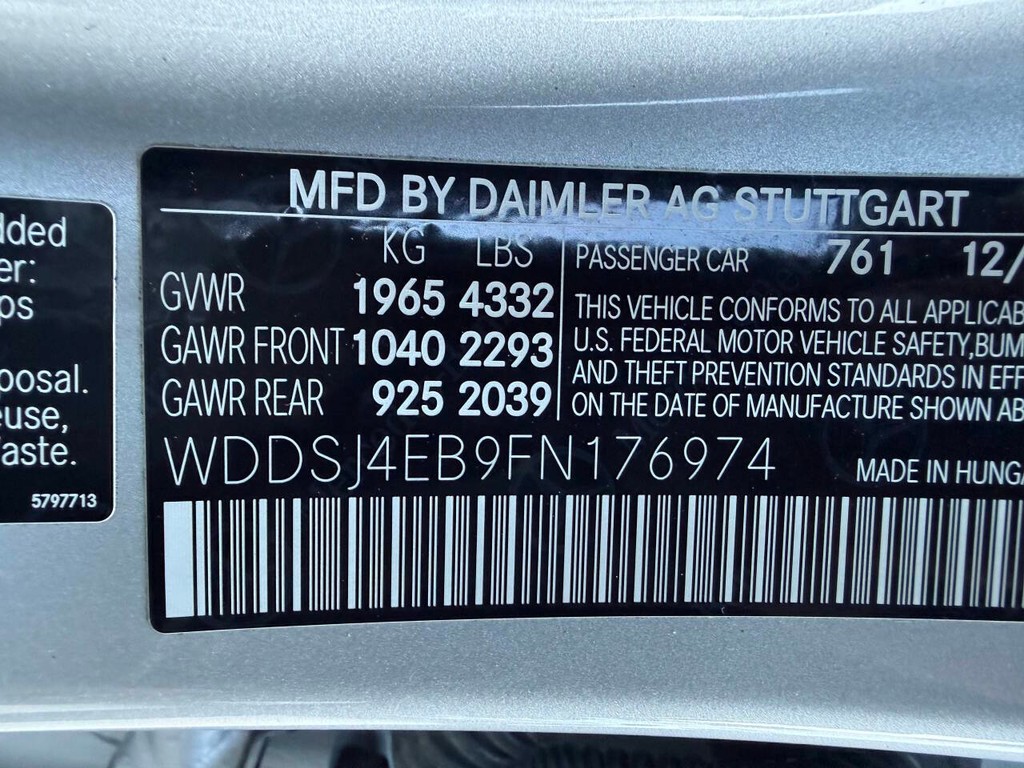 dded
er:
ps
posal.
euse,
aste.
5797713
MFD BY DAIMLER AG STUTTGART
KG LBS
GVWR 1965 4332
GAWR FRONT 1040 2293
GAWR REAR 925 2039
PASSENGER CAR 761 12/
THIS VEHICLE CONFORMS TO ALL APPLICAB
U.S. FEDERAL MOTOR VEHICLE SAFETY,BUM
AND THEFT PREVENTION STANDARDS IN EFF
ON THE DATE OF MANUFACTURE SHOWN AB
WDDSJ4EB9FN176974
MADE IN HUNGA